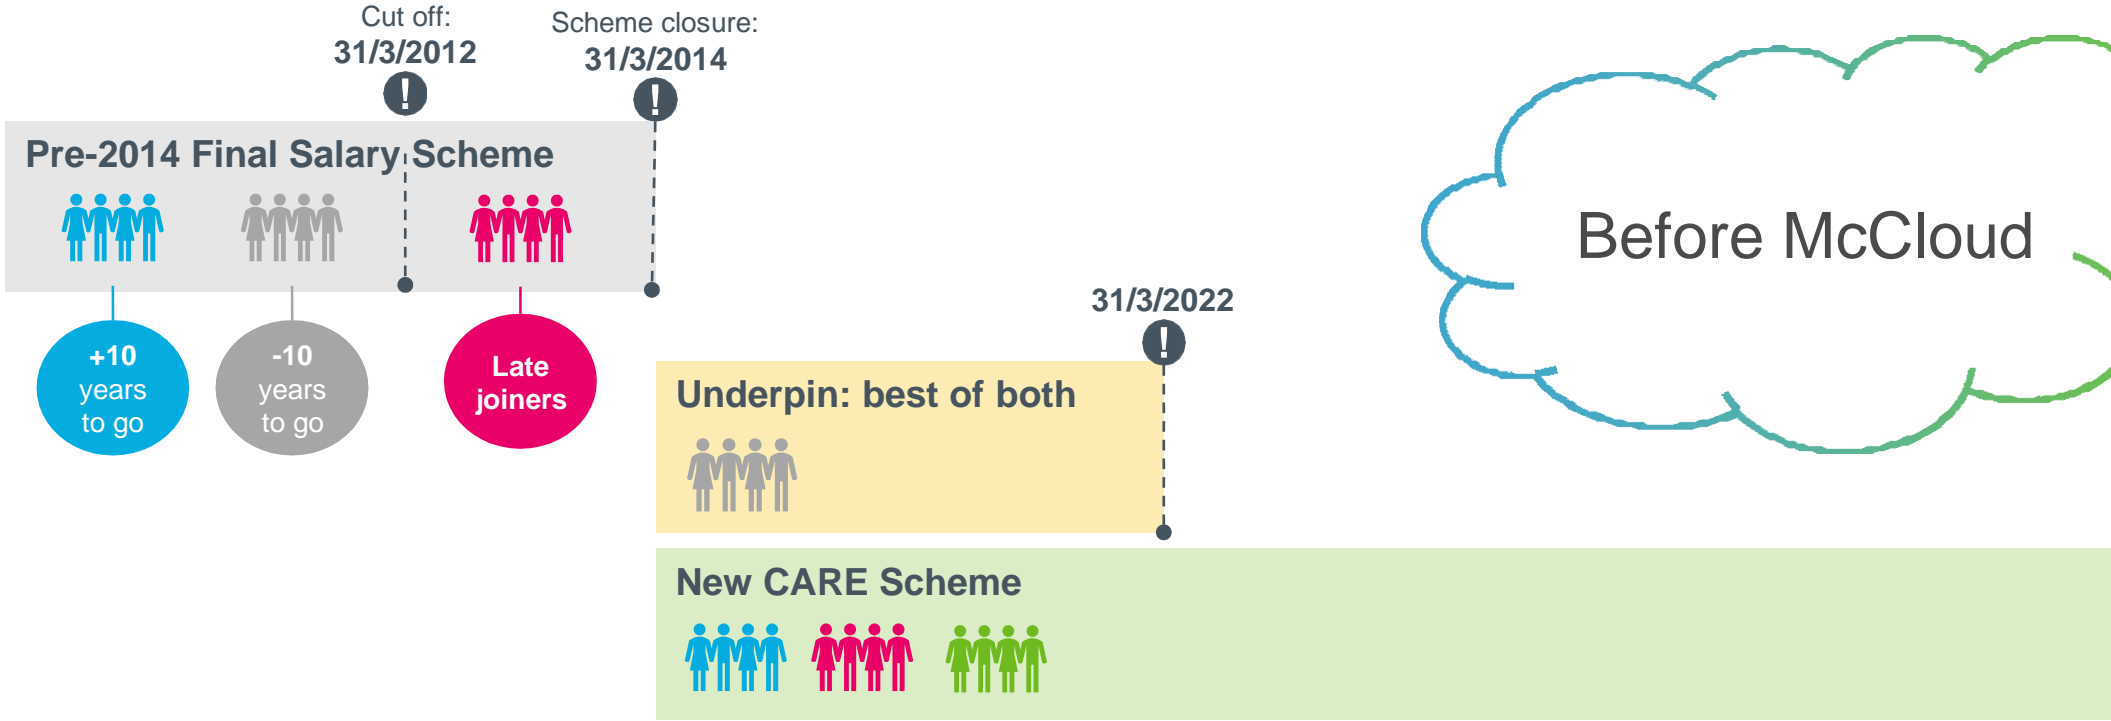 Cut off:
31/3/2012
Scheme closure:
31/3/2014
!
!
Pre-2014 Final Salary Scheme
Before McCloud
+10
years
to go
-10
years
to go
Late
joiners
31/3/2022
!
Underpin: best of both
New CARE Scheme